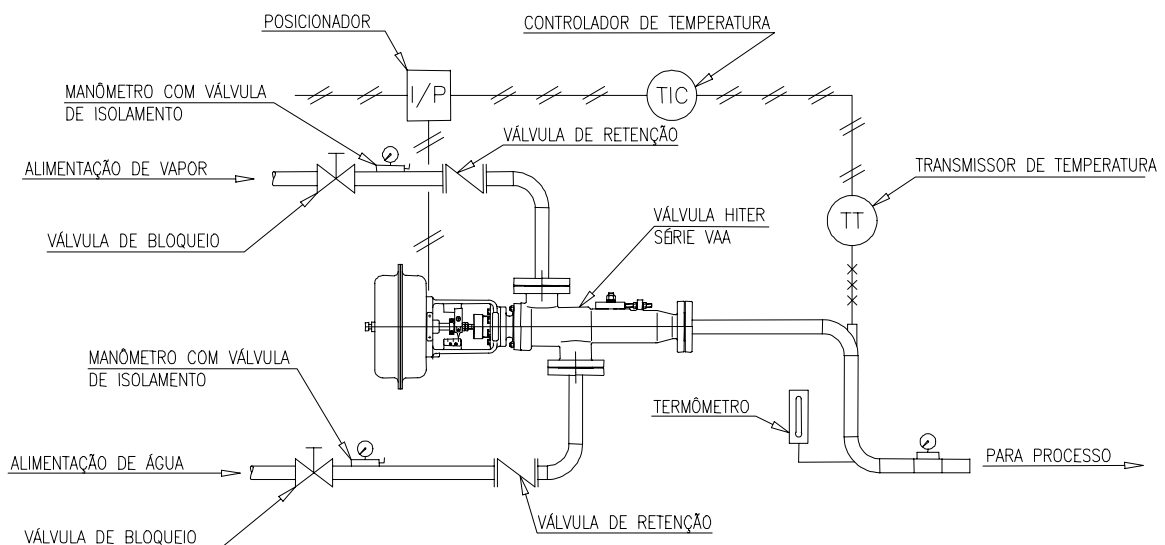 POSICIONADOR
CONTROLADOR DE TEMPERATURA
MANÔMETRO COM VÁLVULA
DE ISOLAMENTO
I/P
TIC
VÁLVULA DE RETENÇÃO
ALIMENTAÇÃO DE VAPOR
TRANSMISSOR DE TEMPERATURA
VÁLVULA HITER
SÉRIE VAA
TT
VÁLVULA DE BLOQUEIO
MANÔMETRO COM VÁLVULA
DE ISOLAMENTO
TERMÔMETRO
ALIMENTAÇÃO DE ÁGUA
PARA PROCESSO
VÁLVULA DE RETENÇÃO
VÁLVULA DE BLOQUEIO